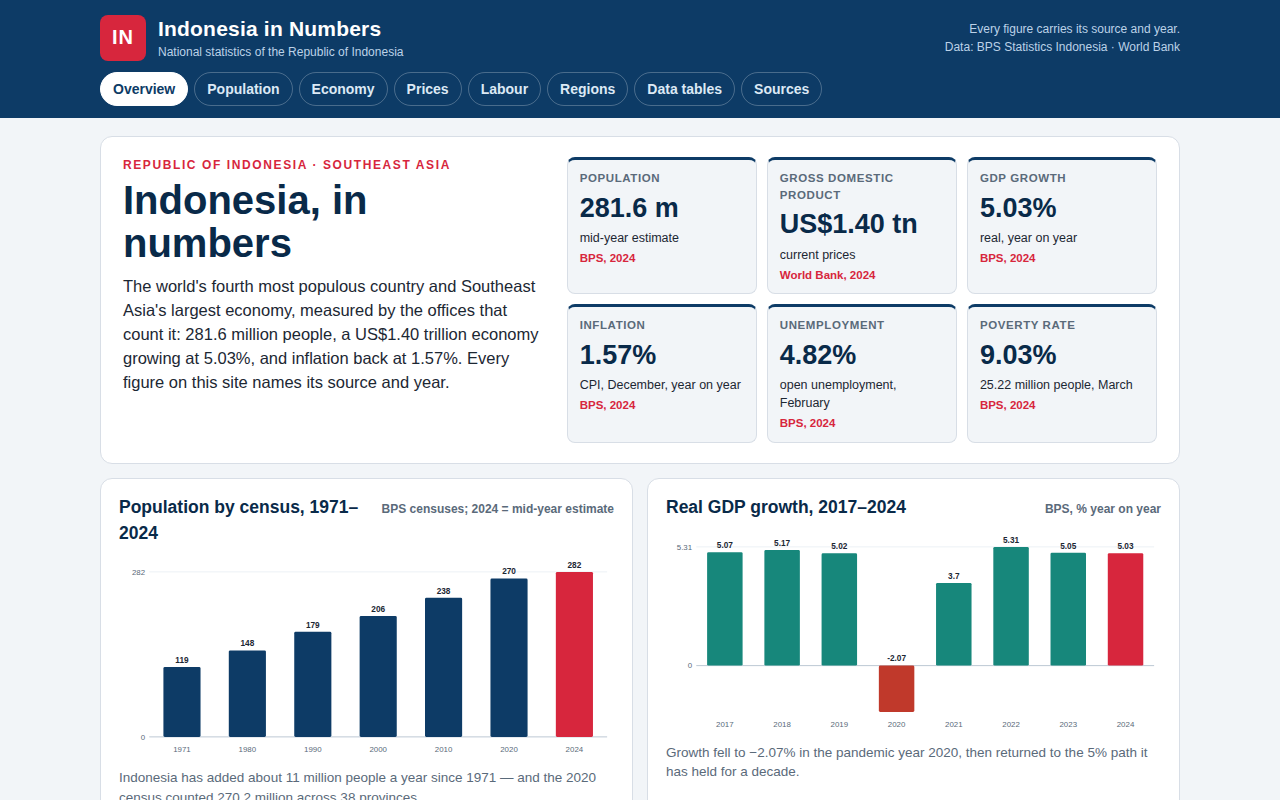 IN
Indonesia in Numbers
National statistics of the Republic of Indonesia
Every figure carries its source and year.
Data: BPS Statistics Indonesia · World Bank
Overview
Population
Economy
Prices
Labour
Regions
Data tables
Sources
REPUBLIC OF INDONESIA · SOUTHEAST ASIA
Indonesia, in
numbers
The world's fourth most populous country and Southeast
Asia's largest economy, measured by the offices that
count it: 281.6 million people, a US$1.40 trillion economy
growing at 5.03%, and inflation back at 1.57%. Every
figure on this site names its source and year.
POPULATION
281.6 m
mid-year estimate
BPS, 2024
GROSS DOMESTIC
PRODUCT
US$1.40 tn
current prices
World Bank, 2024
GDP GROWTH
5.03%
real, year on year
BPS, 2024
INFLATION
1.57%
CPI, December, year on year
BPS, 2024
UNEMPLOYMENT
4.82%
open unemployment,
February
BPS, 2024
POVERTY RATE
9.03%
25.22 million people, March
BPS, 2024
Population by census, 1971–
2024
BPS censuses; 2024 = mid-year estimate
282
0
119
148
179
206
238
270
282
1971
1980
1990
2000
2010
2020
2024
Indonesia has added about 11 million people a year since 1971 — and the 2020
census counted 270.2 million across 38 provinces.
Real GDP growth, 2017–2024
BPS, % year on year
5.31
0
5.07
5.17
5.02
-2.07
3.7
5.31
5.05
5.03
2017
2018
2019
2020
2021
2022
2023
2024
Growth fell to −2.07% in the pandemic year 2020, then returned to the 5% path it
has held for a decade.